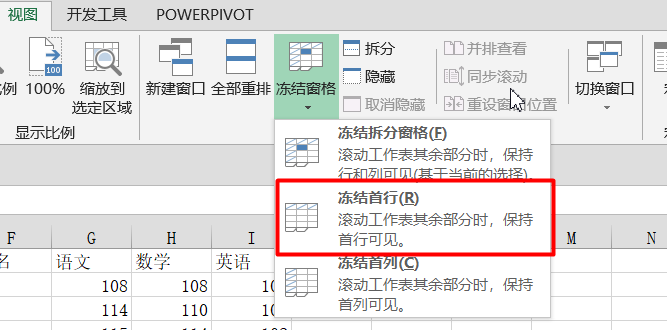 视图 开发工具 POWERPIVOT
100% 缩放到选定区域 新建窗口 全部重排 冻结窗格 拆分 隐藏 取消隐藏 并排查看 同步滚动 重设窗口位置 切换窗口
显示比例
冻结拆分窗格(F)
滚动工作表其余部分时，保持
行和列可见(基于当前的选择)。
冻结首行(R)
滚动工作表其余部分时，保持
首行可见。
冻结首列(C)
滚动工作表其余部分时，保持
首列可见。
F G H I M N
名 语文 数学 英语
108 108
114 110